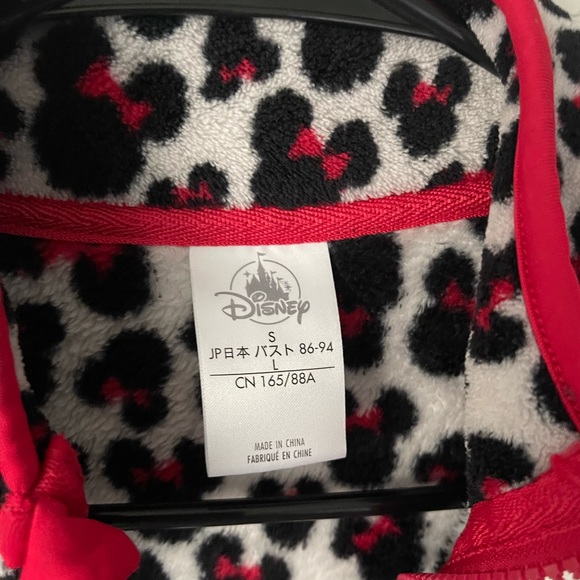 Disney
S
JP日本 バスト 86-94
L
CN 165/88A
MADE IN CHINA
FABRIQUÉ EN CHINE